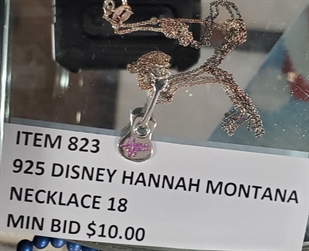 ITEM 823
925 DISNEY HANNAH MONTANA
NECKLACE 18
MIN BID $10.00